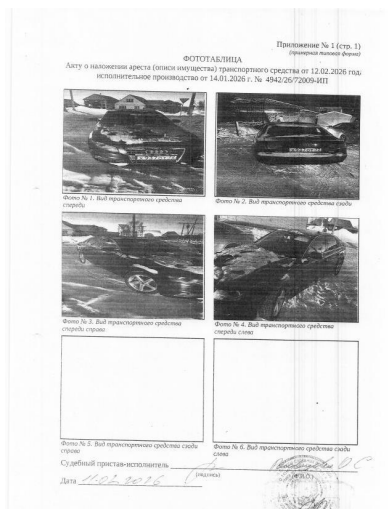 Приложение № 1 (стр. 1)
(примерная типовая форма)
ФОТОТАБЛИЦА
Акту о наложении ареста (описи имущества) транспортного средства от 12.02.2026 год,
исполнительное производство от 14.01.2026 г. № 4942/26/72009-ИП
Фото № 1. Вид транспортного средства
спереди
Фото № 2. Вид транспортного средства сзади
Фото № 3. Вид транспортного средства
спереди справа
Фото № 4. Вид транспортного средства
спереди слева
Фото № 5. Вид транспортного средства сзади
справа
Фото № 6. Вид транспортного средства сзади
слева
Судебный пристав-исполнитель
(подпись)
Дата 11.02.2026